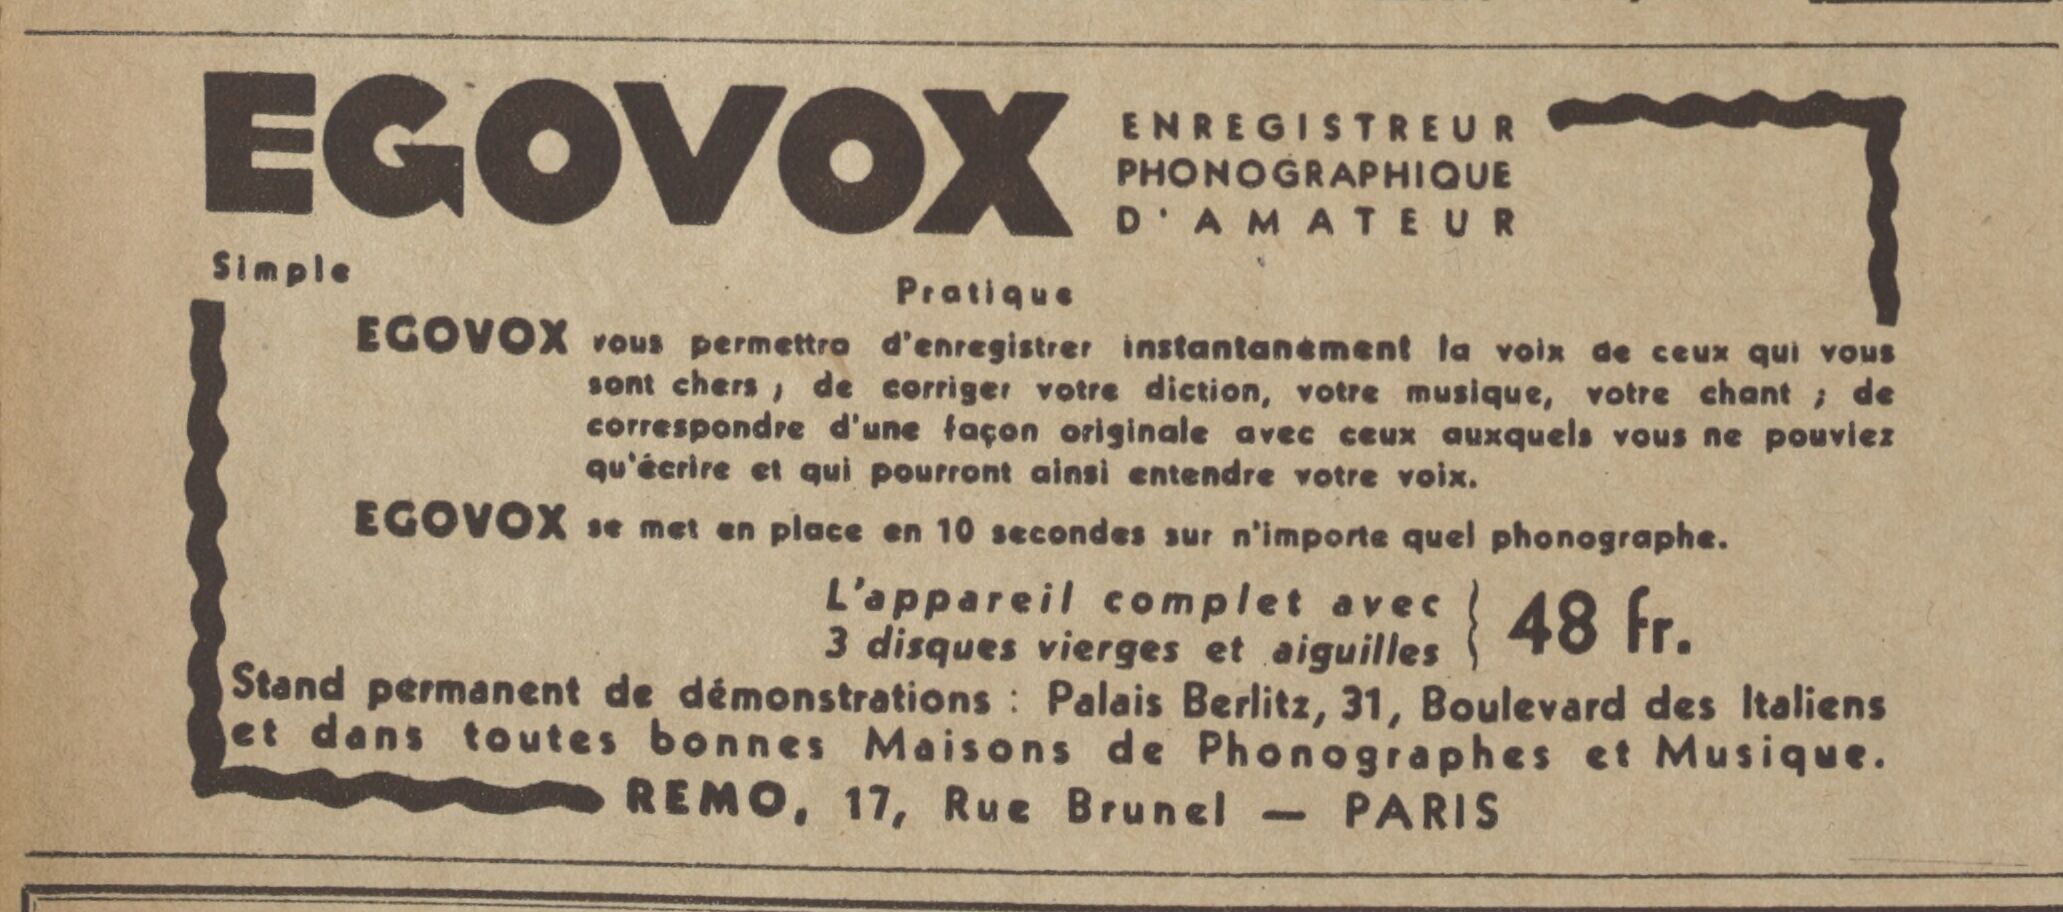 EGOVOX
ENREGISTREUR
PHONOGRAPHIQUE
D'AMATEUR
Simple
Pratique
EGOVOX vous permettra d'enregistrer instantanément la voix de ceux qui vous
sont chers ; de corriger votre diction, votre musique, votre chant ; de
correspondre d'une façon originale avec ceux auxquels vous ne pouviez
qu'écrire et qui pourront ainsi entendre votre voix.
EGOVOX se met en place en 10 secondes sur n'importe quel phonographe.
L'appareil complet avec
3 disques vierges et aiguilles
48 fr.
Stand permanent de démonstrations : Palais Berlitz, 31, Boulevard des Italiens
et dans toutes bonnes Maisons de Phonographes et Musique.
REMO, 17, Rue Brunel — PARIS